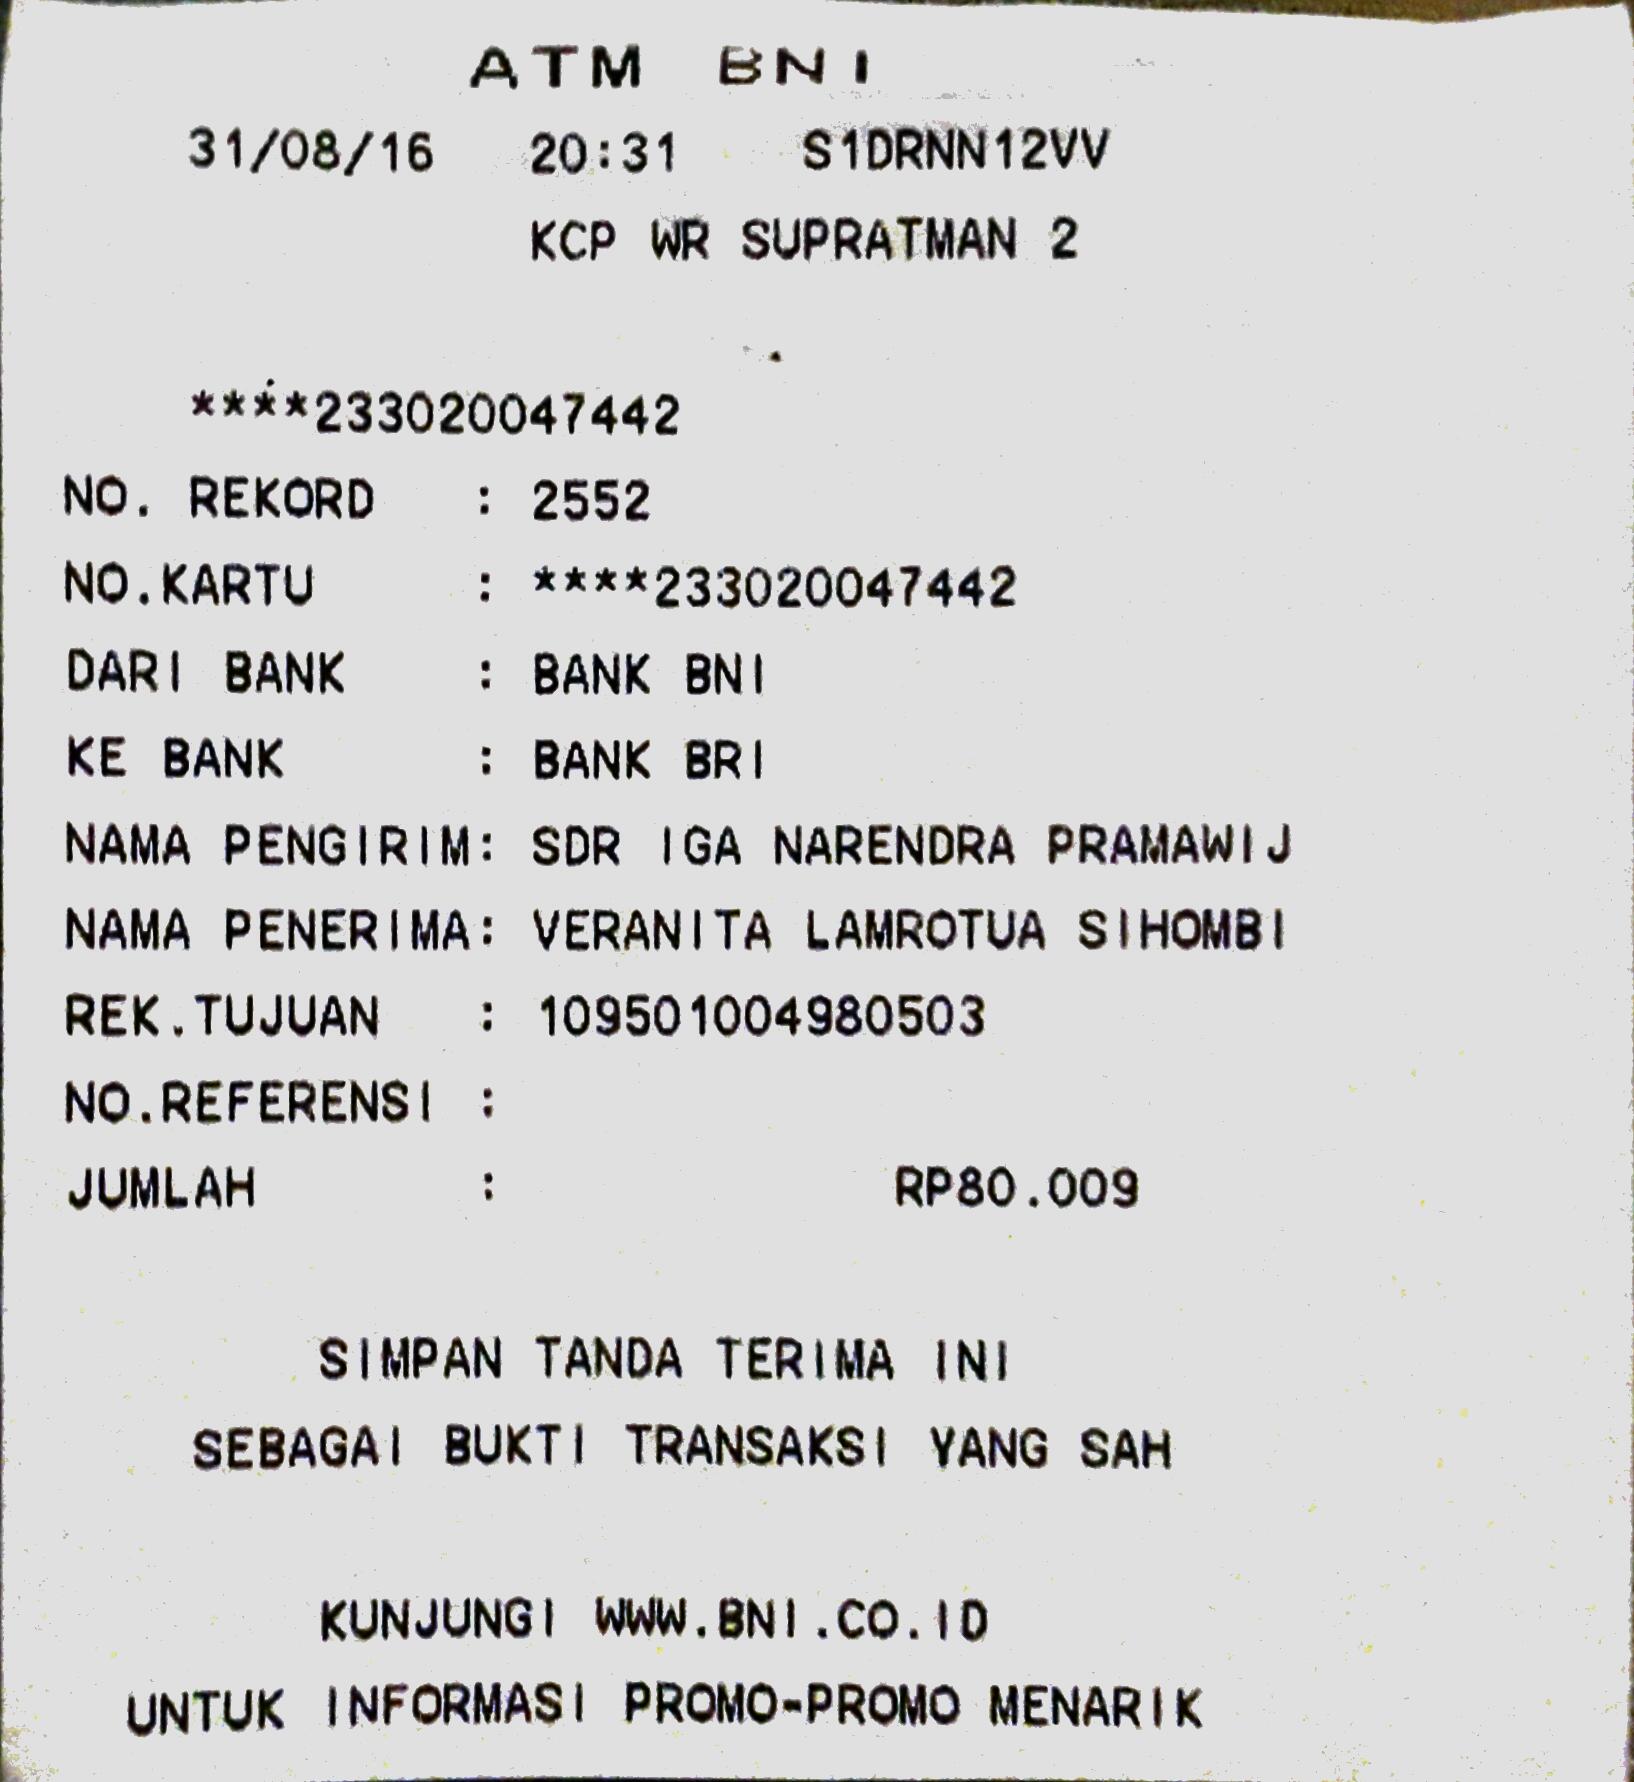 ATM BNI
31/08/16 20:31 S1DRNN12VV
KCP WR SUPRATMAN 2
****233020047442
NO. REKORD : 2552
NO.KARTU : ****233020047442
DARI BANK : BANK BNI
KE BANK : BANK BRI
NAMA PENGIRIM: SDR IGA NARENDRA PRAMAWIJ
NAMA PENERIMA: VERANITA LAMROTUA SIHOMBI
REK.TUJUAN : 109501004980503
NO.REFERENSI :
JUMLAH : RP80.009
SIMPAN TANDA TERIMA INI
SEBAGAI BUKTI TRANSAKSI YANG SAH
KUNJUNGI WWW.BNI.CO.ID
UNTUK INFORMASI PROMO-PROMO MENARIK